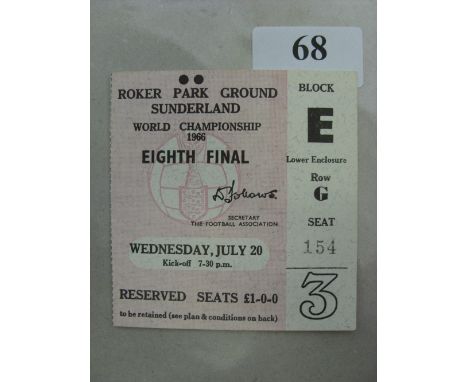 68
ROKER PARK GROUND
SUNDERLAND
WORLD CHAMPIONSHIP
1966
EIGHTH FINAL
SECRETARY
THE FOOTBALL ASSOCIATION
WEDNESDAY, JULY 20
Kick-off 7-30 p.m.
RESERVED SEATS £1-0-0
to be retained (see plan & conditions on back)
BLOCK
E
Lower Enclosure
Row
G
SEAT
154
3